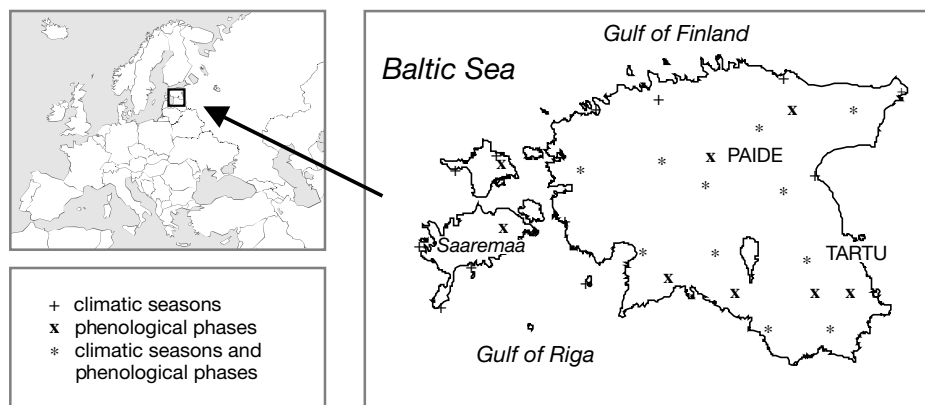 Gulf of Finland
Baltic Sea
PAIDE
Saaremaa
TARTU
Gulf of Riga
+ climatic seasons
x phenological phases
* climatic seasons and
phenological phases